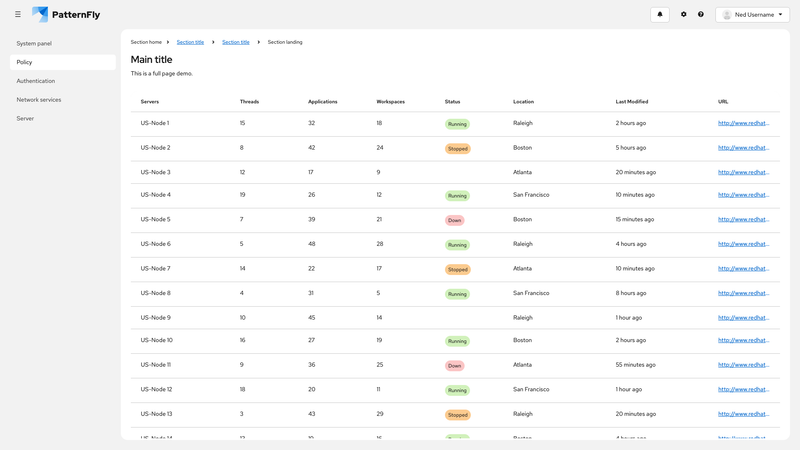 PatternFly
Ned Username
System panel
Policy
Authentication
Network services
Server
Section home Section title Section title Section landing
Main title
This is a full page demo.
Servers Threads Applications Workspaces Status Location Last Modified URL
US-Node 1 15 32 18 Running Raleigh 2 hours ago http://www.redhat...
US-Node 2 8 42 24 Stopped Boston 5 hours ago http://www.redhat...
US-Node 3 12 17 9 Atlanta 20 minutes ago http://www.redhat...
US-Node 4 19 26 12 Running San Francisco 10 minutes ago http://www.redhat...
US-Node 5 7 39 21 Down Boston 15 minutes ago http://www.redhat...
US-Node 6 5 48 28 Running Raleigh 4 hours ago http://www.redhat...
US-Node 7 14 22 17 Stopped Atlanta 10 minutes ago http://www.redhat...
US-Node 8 4 31 5 Running San Francisco 8 hours ago http://www.redhat...
US-Node 9 10 45 14 Raleigh 1 hour ago http://www.redhat...
US-Node 10 16 27 19 Running Boston 2 hours ago http://www.redhat...
US-Node 11 9 36 25 Down Atlanta 55 minutes ago http://www.redhat...
US-Node 12 18 20 11 Running San Francisco 1 hour ago http://www.redhat...
US-Node 13 3 43 29 Stopped Raleigh 20 minutes ago http://www.redhat...